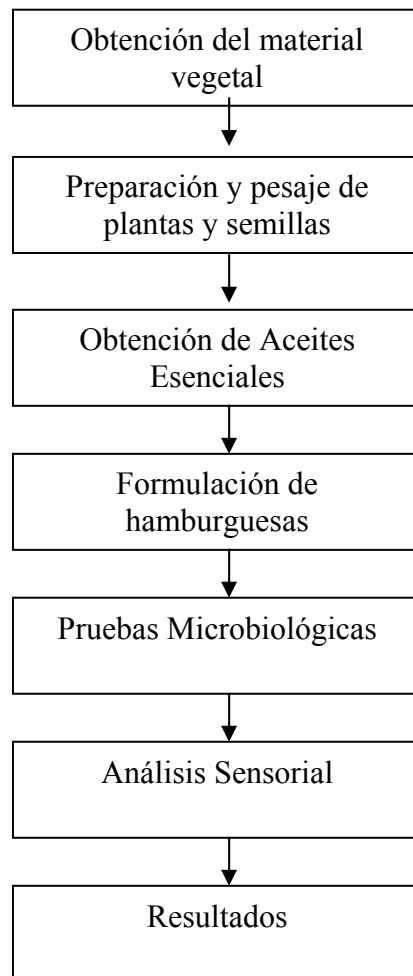 Obtención del material
vegetal
Preparación y pesaje de
plantas y semillas
Obtención de Aceites
Esenciales
Formulación de
hamburguesas
Pruebas Microbiológicas
Análisis Sensorial
Resultados